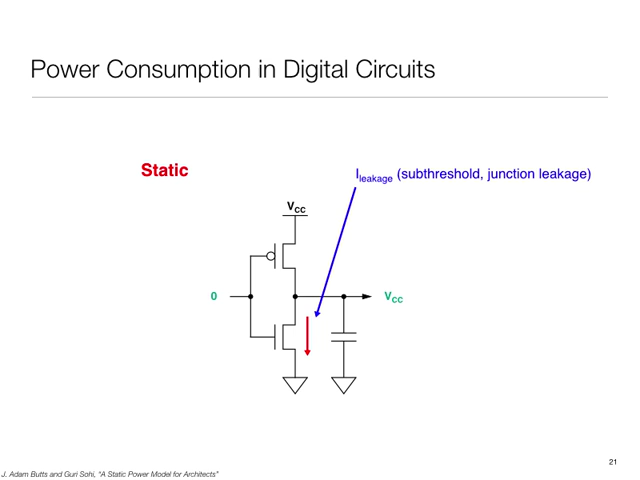 Power Consumption in Digital Circuits
Static
Ileakage (subthreshold, junction leakage)
VCC
0
VCC
21
J. Adam Butts and Guri Sohi, "A Static Power Model for Architects"